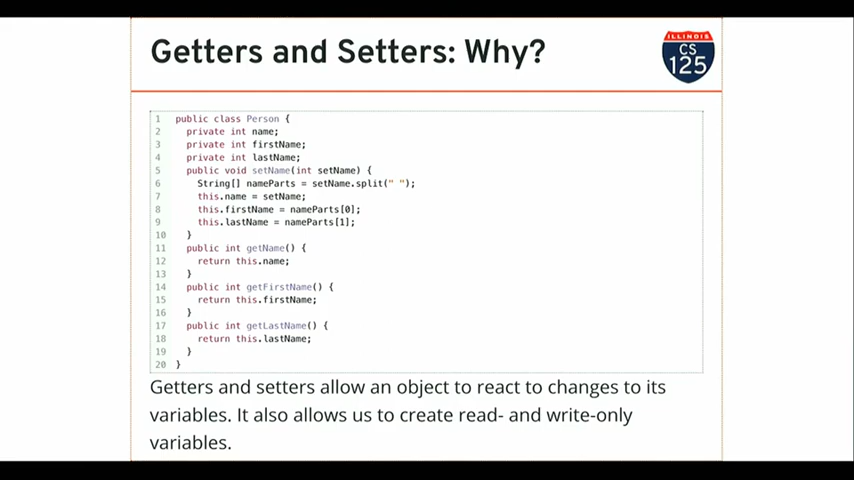 Getters and Setters: Why?
ILLINOIS
CS
125
1 public class Person {
2 private int name;
3 private int firstName;
4 private int lastName;
5 public void setName(int setName) {
6 String[] nameParts = setName.split(" ");
7 this.name = setName;
8 this.firstName = nameParts[0];
9 this.lastName = nameParts[1];
10 }
11 public int getName() {
12 return this.name;
13 }
14 public int getFirstName() {
15 return this.firstName;
16 }
17 public int getLastName() {
18 return this.lastName;
19 }
20 }
Getters and setters allow an object to react to changes to its
variables. It also allows us to create read- and write-only
variables.